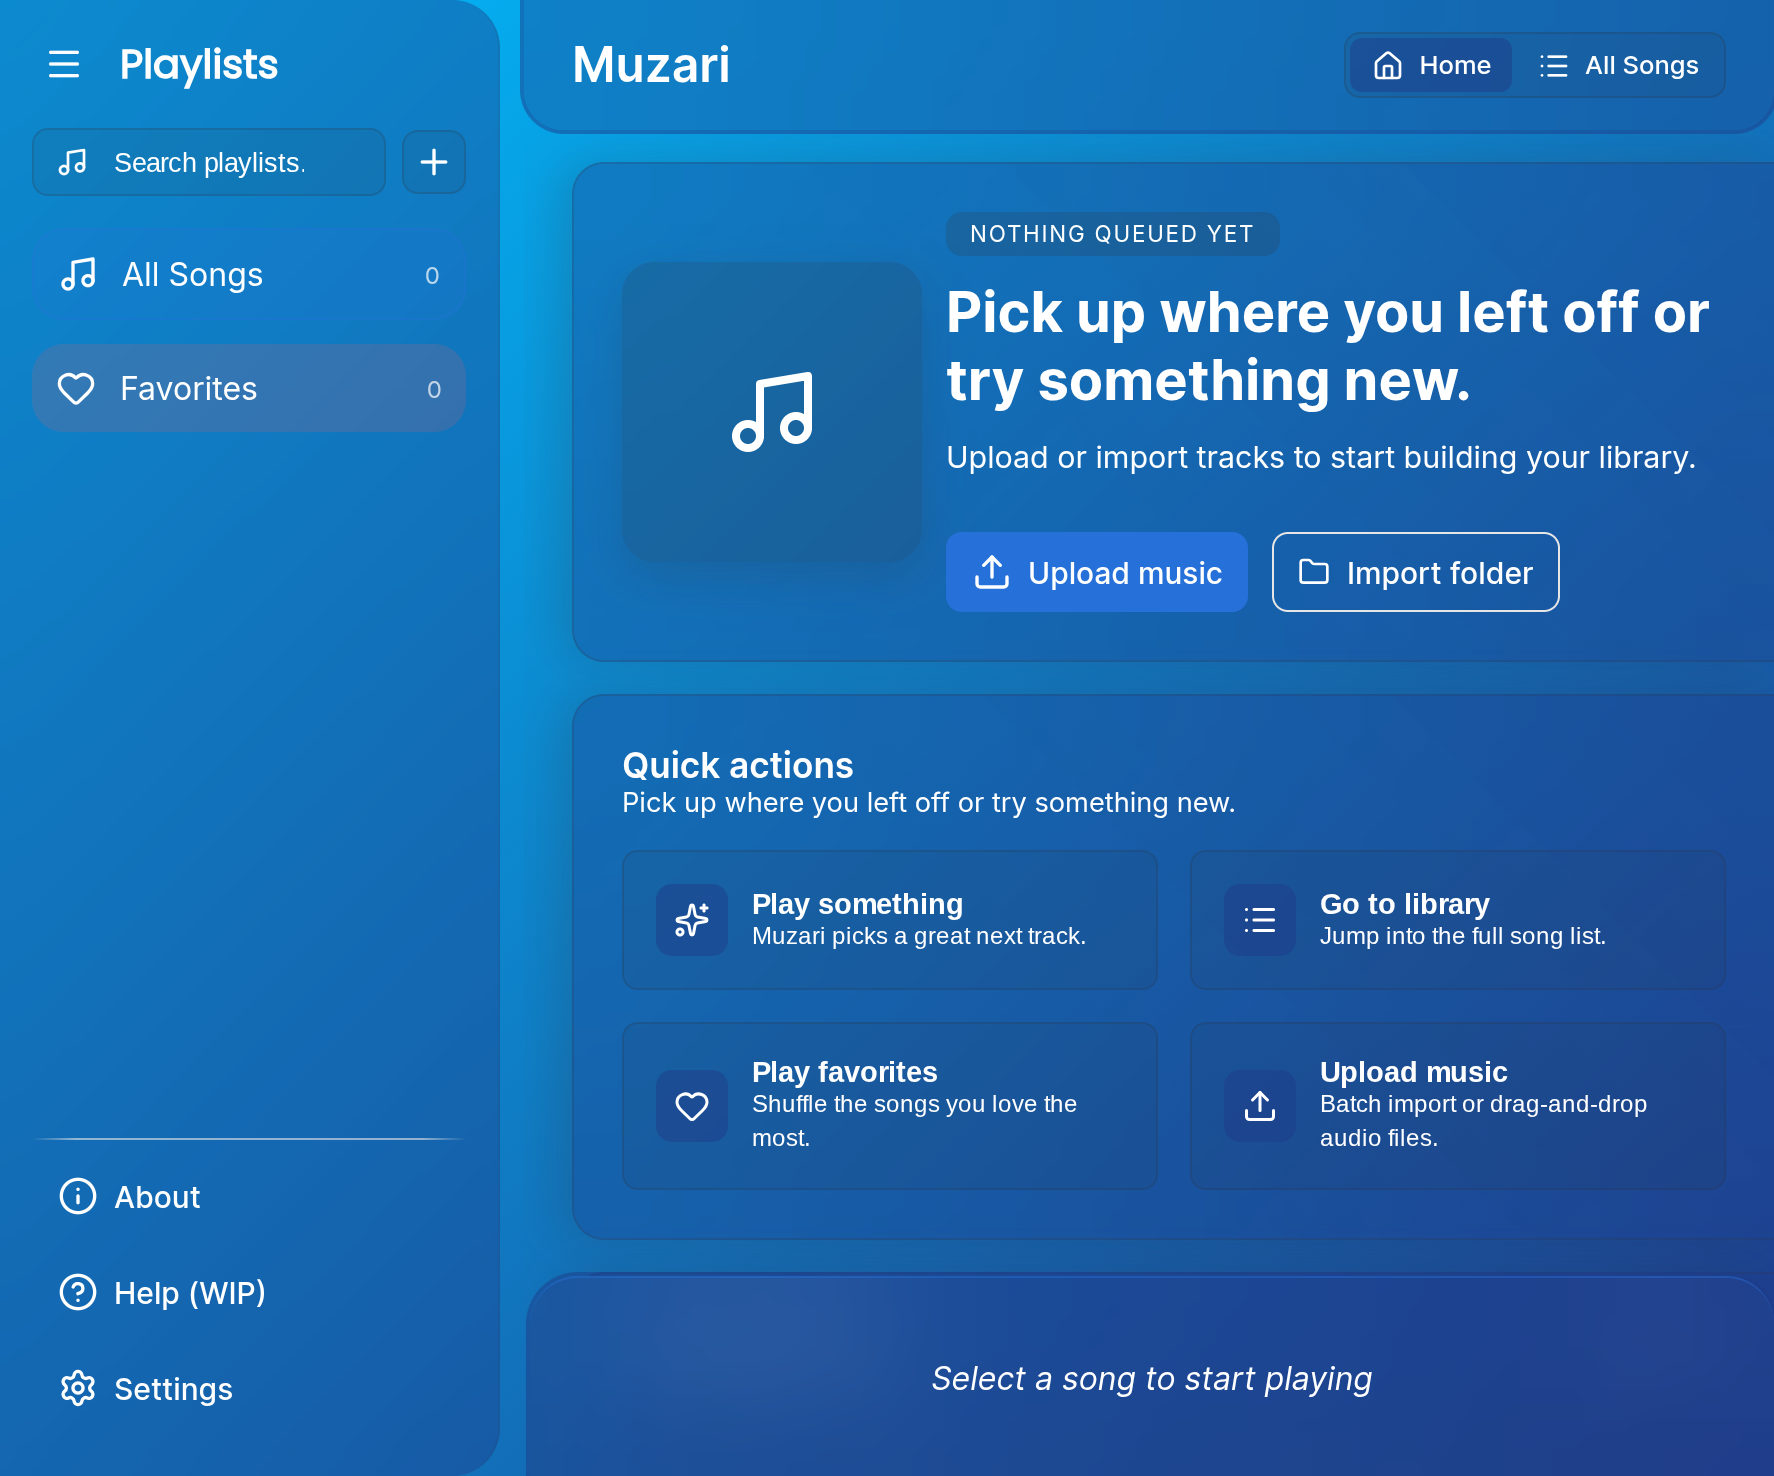 Playlists
Search playlists.
All Songs 0
Favorites 0
About
Help (WIP)
Settings
Muzari
Home All Songs
NOTHING QUEUED YET
Pick up where you left off or
try something new.
Upload or import tracks to start building your library.
Upload music Import folder
Quick actions
Pick up where you left off or try something new.
Play something
Muzari picks a great next track.
Go to library
Jump into the full song list.
Play favorites
Shuffle the songs you love the
most.
Upload music
Batch import or drag-and-drop
audio files.
Select a song to start playing